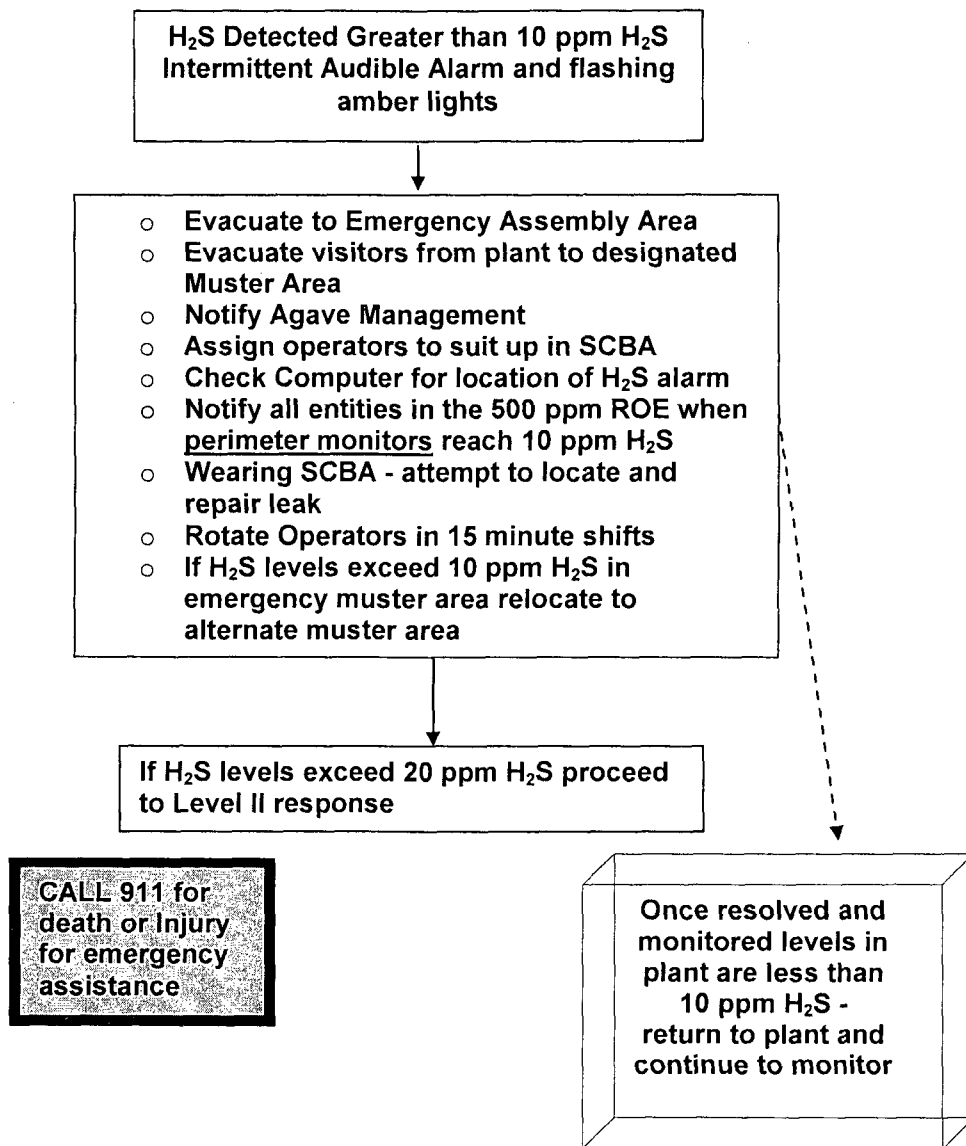 H₂S Detected Greater than 10 ppm H₂S
Intermittent Audible Alarm and flashing
amber lights
o Evacuate to Emergency Assembly Area
o Evacuate visitors from plant to designated
Muster Area
o Notify Agave Management
o Assign operators to suit up in SCBA
o Check Computer for location of H₂S alarm
o Notify all entities in the 500 ppm ROE when
perimeter monitors reach 10 ppm H₂S
o Wearing SCBA - attempt to locate and
repair leak
o Rotate Operators in 15 minute shifts
o If H₂S levels exceed 10 ppm H₂S in
emergency muster area relocate to
alternate muster area
If H₂S levels exceed 20 ppm H₂S proceed
to Level II response
CALL 911 for
death or Injury
for emergency
assistance
Once resolved and
monitored levels in
plant are less than
10 ppm H₂S -
return to plant and
continue to monitor